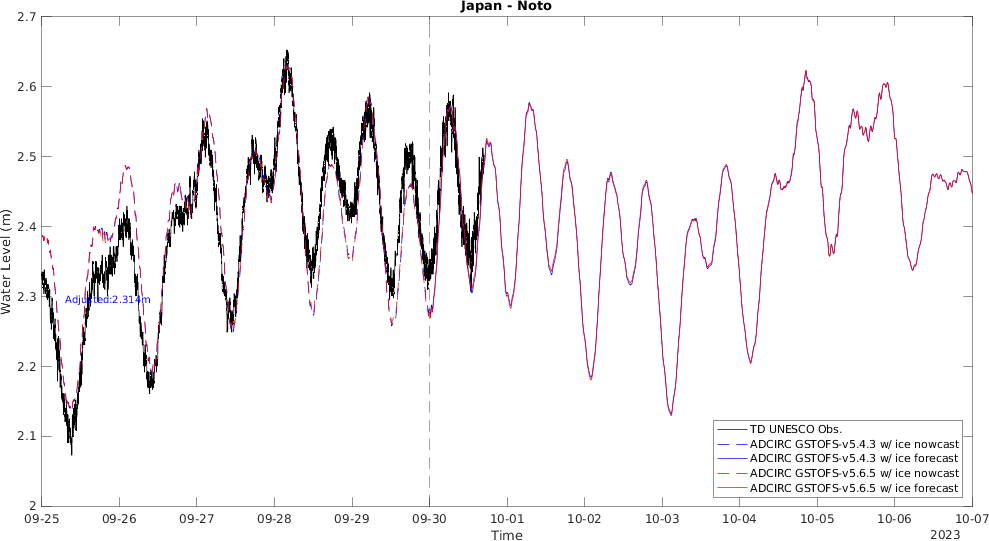 Japan - Noto
2.7
2.6
2.5
2.4
2.3
2.2
2.1
2
Water Level (m)
Adjusted:2.314m
TD UNESCO Obs.
ADCIRC GSTOFS-v5.4.3 w/ ice nowcast
ADCIRC GSTOFS-v5.4.3 w/ ice forecast
ADCIRC GSTOFS-v5.6.5 w/ ice nowcast
ADCIRC GSTOFS-v5.6.5 w/ ice forecast
09-25 09-26 09-27 09-28 09-29 09-30 10-01 10-02 10-03 10-04 10-05 10-06 10-07
Time
2023